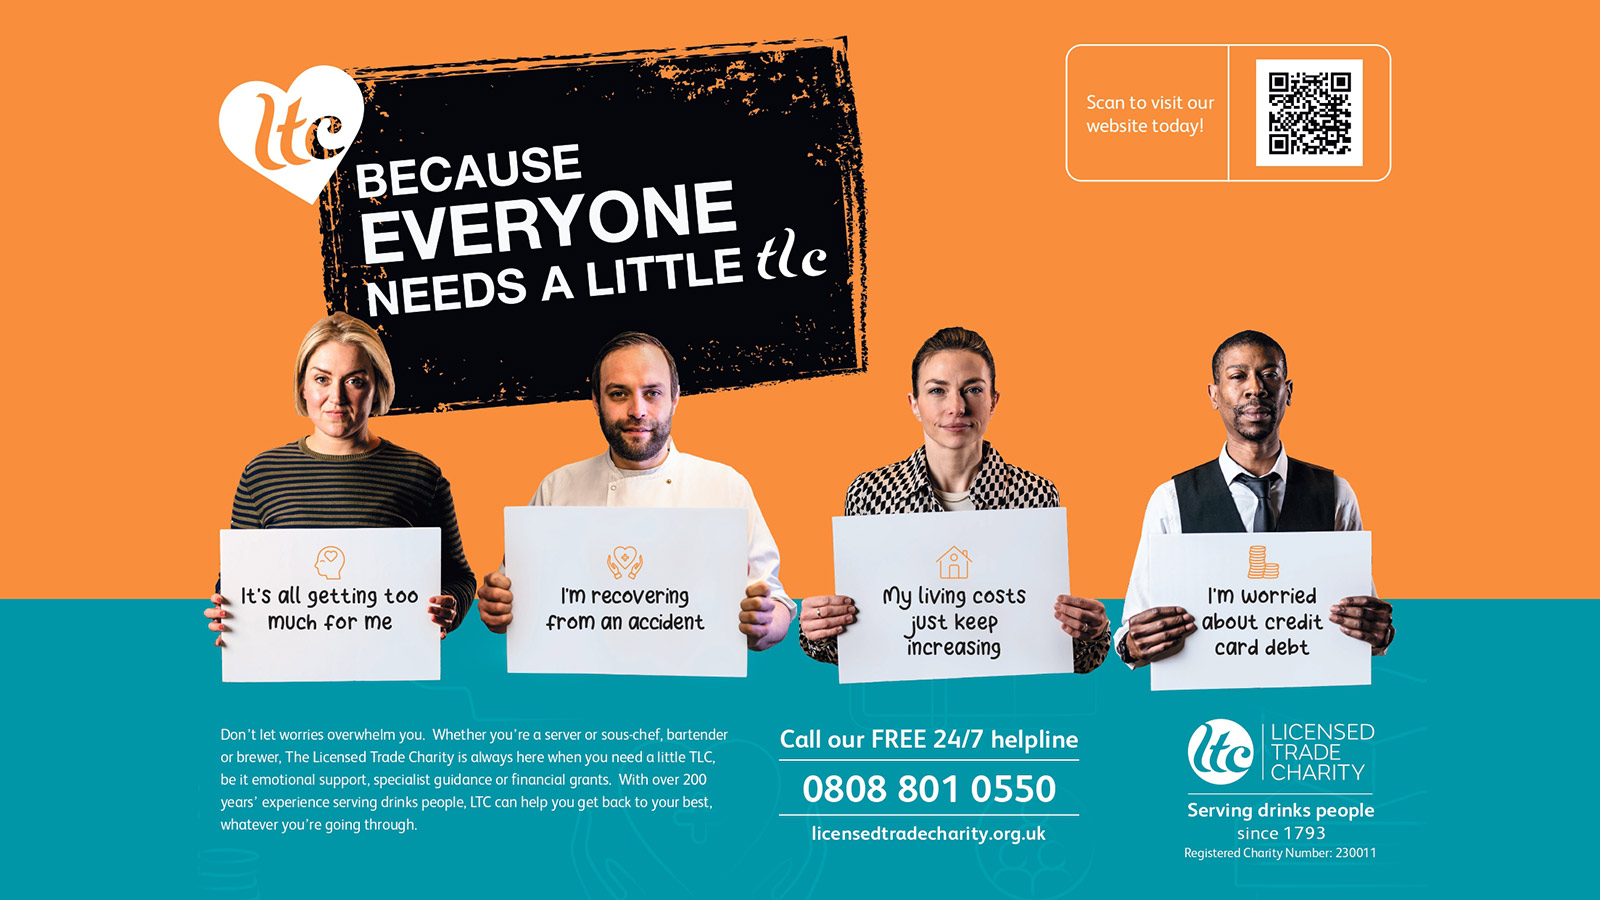 ltc
BECAUSE
EVERYONE
NEEDS A LITTLE tlc
Scan to visit our
website today!
It's all getting too
much for me
I'm recovering
from an accident
My living costs
just keep
increasing
I'm worried
about credit
card debt
Don't let worries overwhelm you. Whether you're a server or sous-chef, bartender
or brewer, The Licensed Trade Charity is always here when you need a little TLC,
be it emotional support, specialist guidance or financial grants. With over 200
years' experience serving drinks people, LTC can help you get back to your best,
whatever you're going through.
Call our FREE 24/7 helpline
0808 801 0550
licensedtradecharity.org.uk
ltc
LICENSED
TRADE
CHARITY
Serving drinks people
since 1793
Registered Charity Number: 230011